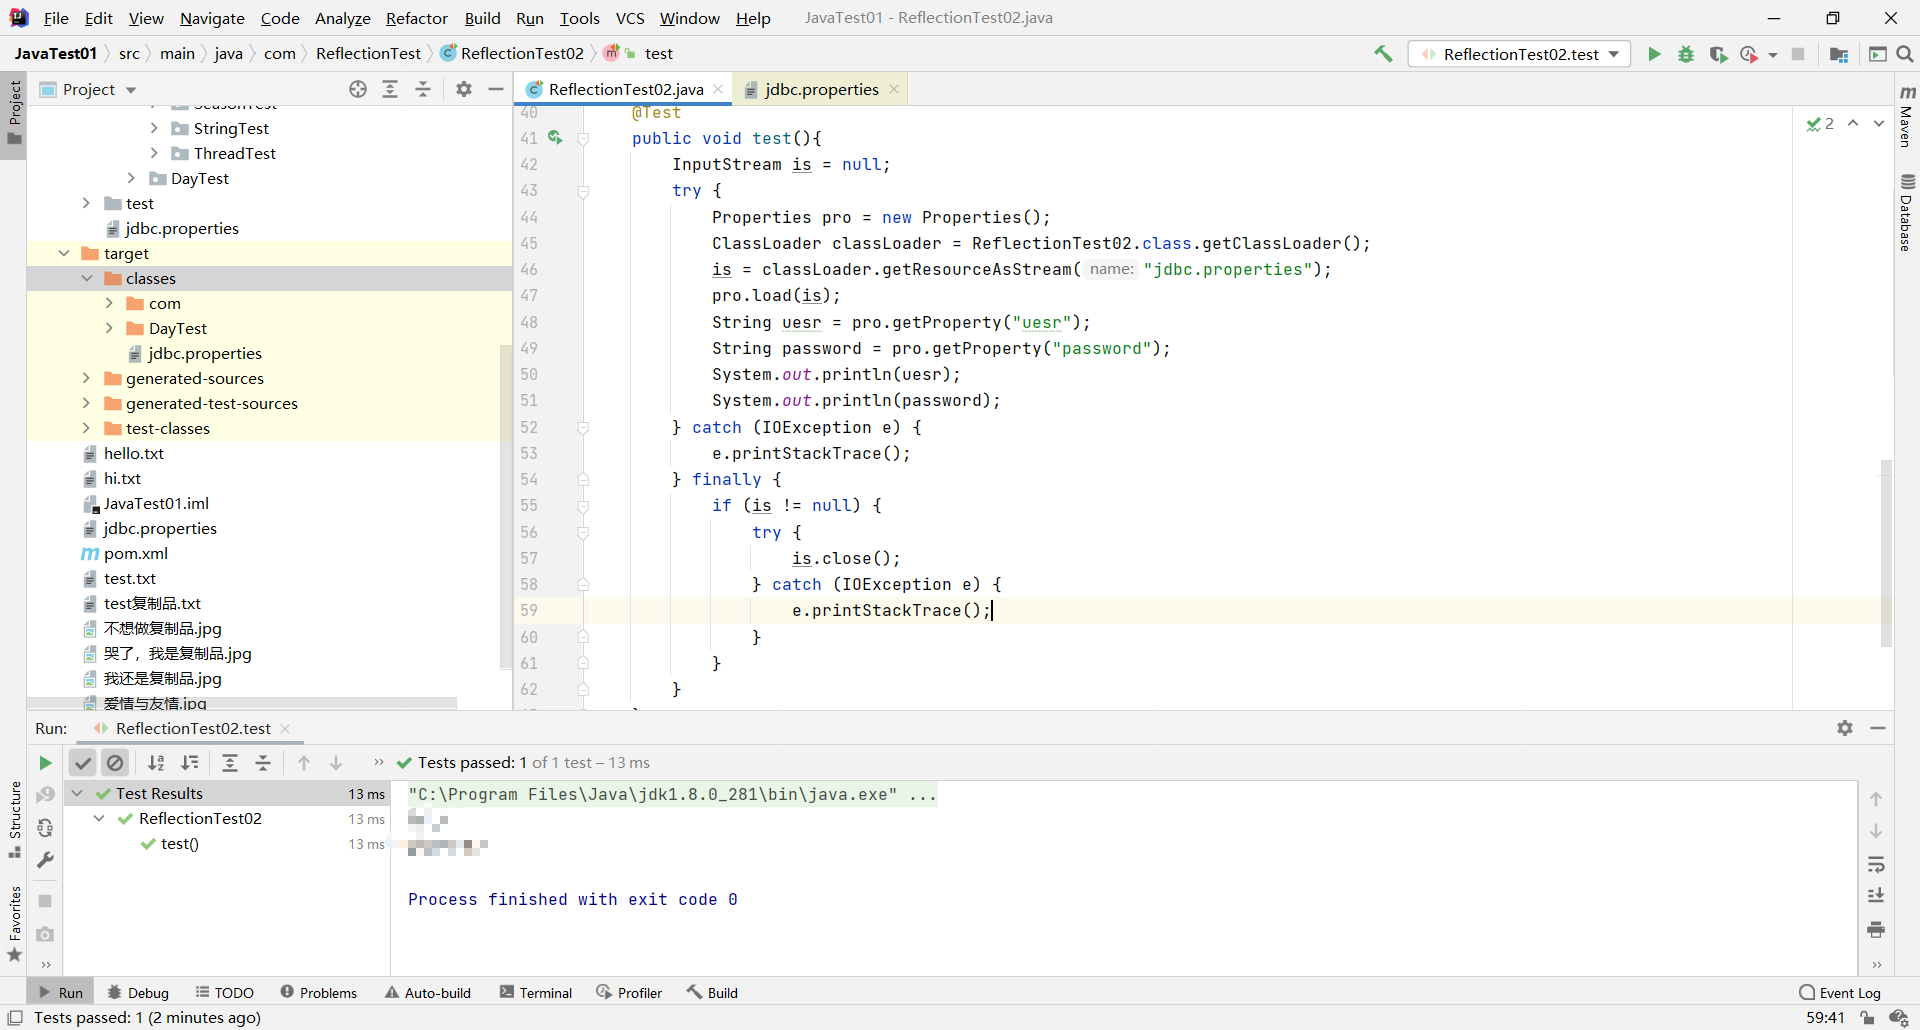 File Edit View Navigate Code Analyze Refactor Build Run Tools VCS Window Help JavaTest01 - ReflectionTest02.java
JavaTest01 src main java com ReflectionTest ReflectionTest02 test
ReflectionTest02.test
Project
Project
ReflectionTest02.java
jdbc.properties
SeasonTest
StringTest
ThreadTest
DayTest
test
jdbc.properties
target
classes
com
DayTest
jdbc.properties
generated-sources
generated-test-sources
test-classes
hello.txt
hi.txt
JavaTest01.iml
jdbc.properties
pom.xml
test.txt
test复制品.txt
不想做复制品.jpg
哭了，我是复制品.jpg
我还是复制品.jpg
爱情与友情.jpg
2
40 @Test
41 public void test(){
42 InputStream is = null;
43 try {
44 Properties pro = new Properties();
45 ClassLoader classLoader = ReflectionTest02.class.getClassLoader();
46 is = classLoader.getResourceAsStream( name: "jdbc.properties");
47 pro.load(is);
48 String uesr = pro.getProperty("uesr");
49 String password = pro.getProperty("password");
50 System.out.println(uesr);
51 System.out.println(password);
52 } catch (IOException e) {
53 e.printStackTrace();
54 } finally {
55 if (is != null) {
56 try {
57 is.close();
58 } catch (IOException e) {
59 e.printStackTrace();
60 }
61 }
62 }
Maven
Database
Structure
Favorites
Run: ReflectionTest02.test
Tests passed: 1 of 1 test – 13 ms
Test Results 13 ms
ReflectionTest02 13 ms
test() 13 ms
"C:\Program Files\Java\jdk1.8.0_281\bin\java.exe" ...
Process finished with exit code 0
Run Debug TODO Problems Auto-build Terminal Profiler Build Event Log
Tests passed: 1 (2 minutes ago) 59:41